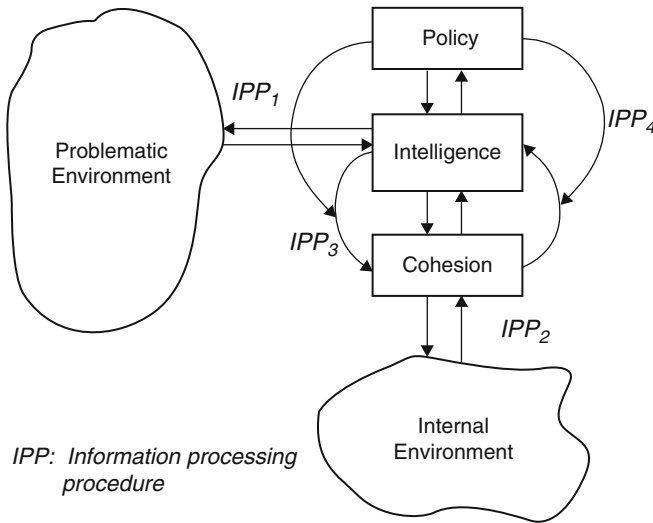 Policy
IPP1
IPP4
Problematic
Environment
Intelligence
IPP3
Cohesion
IPP2
Internal
Environment
IPP: Information processing
procedure